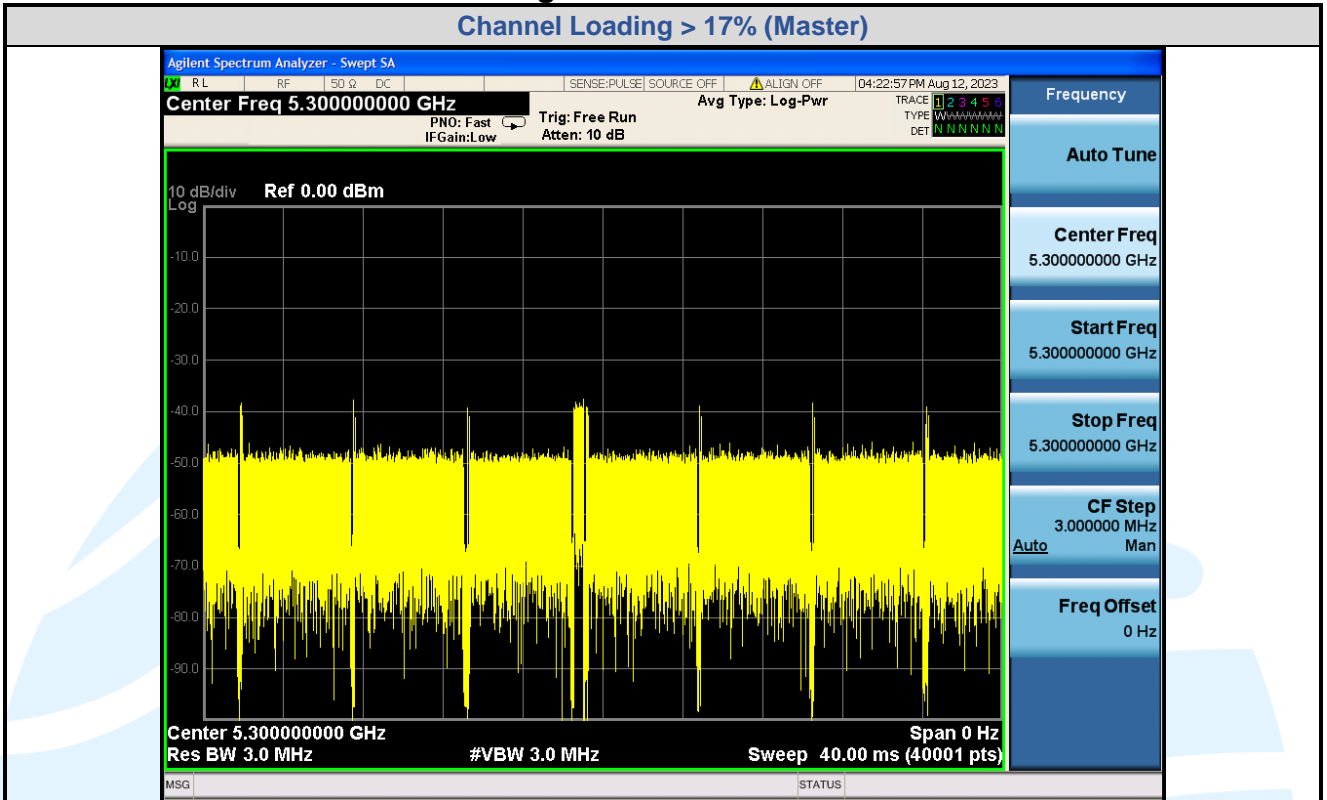 Channel Loading > 17% (Master)
Agilent Spectrum Analyzer - Swept SA
LXI RL RF 50 Ω DC SENSE:PULSE SOURCE OFF ALIGN OFF 04:22:57 PM Aug 12, 2023
Center Freq 5.300000000 GHz
Avg Type: Log-Pwr
TRACE 1 2 3 4 5 6
PNO: Fast
Trig: Free Run
TYPE W
IFGain:Low
Atten: 10 dB
DET N N N N N N
10 dB/div Ref 0.00 dBm
Log
-10.0
-20.0
-30.0
-40.0
-50.0
-60.0
-70.0
-80.0
-90.0
Center 5.300000000 GHz Span 0 Hz
Res BW 3.0 MHz #VBW 3.0 MHz Sweep 40.00 ms (40001 pts)
MSG STATUS
Frequency
Auto Tune
Center Freq
5.300000000 GHz
Start Freq
5.300000000 GHz
Stop Freq
5.300000000 GHz
CF Step
3.000000 MHz
Auto Man
Freq Offset
0 Hz